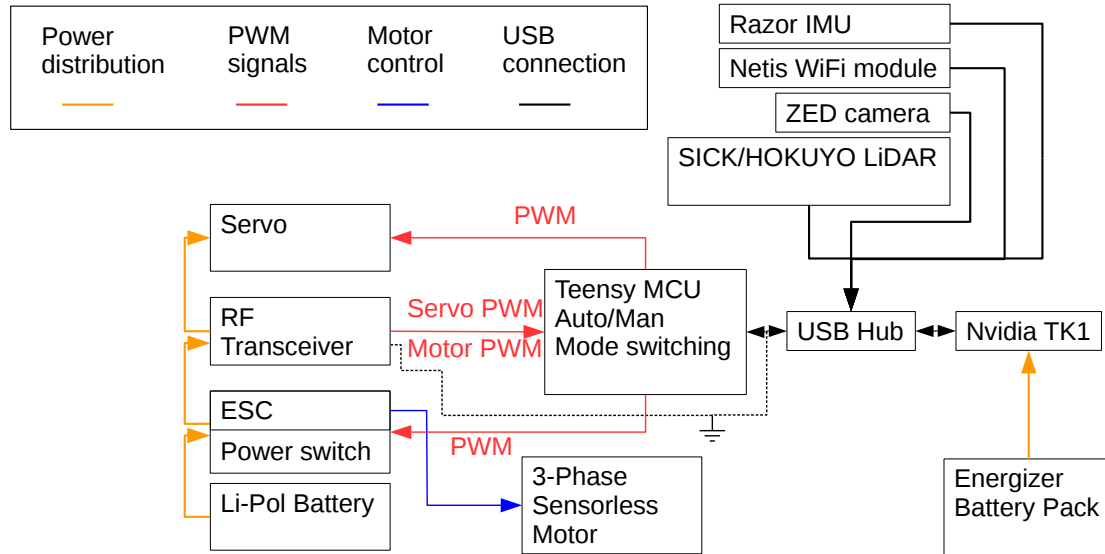 Power
distribution
PWM
signals
Motor
control
USB
connection
Razor IMU
Netis WiFi module
ZED camera
SICK/HOKUYO LiDAR
Servo
PWM
RF
Transceiver
Servo PWM
Motor PWM
Teensy MCU
Auto/Man
Mode switching
USB Hub
Nvidia TK1
ESC
Power switch
PWM
Li-Pol Battery
3-Phase
Sensorless
Motor
Energizer
Battery Pack